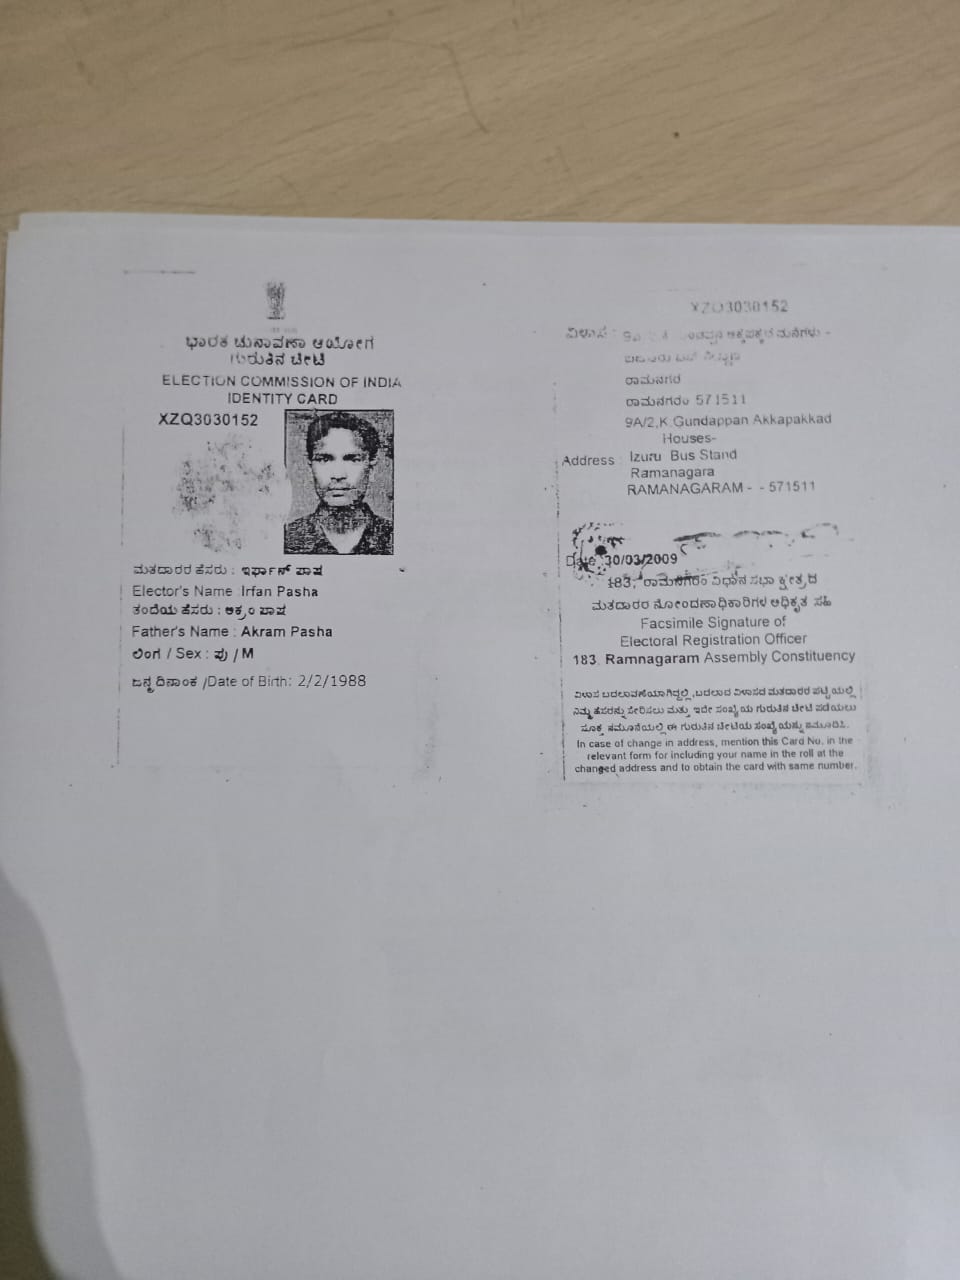 ಭಾರತ ಚುನಾವಣಾ ಆಯೋಗ
ಗುರುತಿನ ಚೀಟಿ
ELECTION COMMISSION OF INDIA
IDENTITY CARD
XZQ3030152
ಮತದಾರರ ಹೆಸರು : ಇರ್ಫಾನ್ ಪಾಷ
Elector's Name :Irfan Pasha
ತಂದೆಯ ಹೆಸರು : ಅಕ್ರಂ ಪಾಷ
Father's Name : Akram Pasha
ಲಿಂಗ / Sex : ಪು / M
ಜನ್ಮ ದಿನಾಂಕ /Date of Birth: 2/2/1988
XZQ3030152
ವಿಳಾಸ : ಅಕ್ಕಪಕ್ಕದ ಮನೆಗಳು -
ರಾಮನಗರ
ರಾಮನಗರಂ 571511
9A/2,K.Gundappan Akkapakkad
Houses-
Address : Izuru Bus Stand
Ramanagara
RAMANAGARAM - - 571511
Date :30/03/2009
183, ರಾಮನಗರಂ ವಿಧಾನ ಸಭಾ ಕ್ಷೇತ್ರದ
ಮತದಾರರ ನೋಂದಣಾಧಿಕಾರಿಗಳ ಅಧಿಕೃತ ಸಹಿ
Facsimile Signature of
Electoral Registration Officer
183, Ramnagaram Assembly Constituency
ವಿಳಾಸ ಬದಲಾವಣೆಯಾಗಿದ್ದಲ್ಲಿ ,ಬದಲಾದ ವಿಳಾಸದ ಮತದಾರರ ಪಟ್ಟಿಯಲ್ಲಿ
ನಿಮ್ಮ ಹೆಸರನ್ನು ಸೇರಿಸಲು ಮತ್ತು ಇದೇ ಸಂಖ್ಯೆಯ ಗುರುತಿನ ಚೀಟಿ ಪಡೆಯಲು
ಸೂಕ್ತ ನಮೂನೆಯಲ್ಲಿ ಈ ಗುರುತಿನ ಚೀಟಿಯ ಸಂಖ್ಯೆಯನ್ನು ನಮೂದಿಸಿ.
In case of change in address, mention this Card No. in the
relevant form for including your name in the roll at the
changed address and to obtain the card with same number.